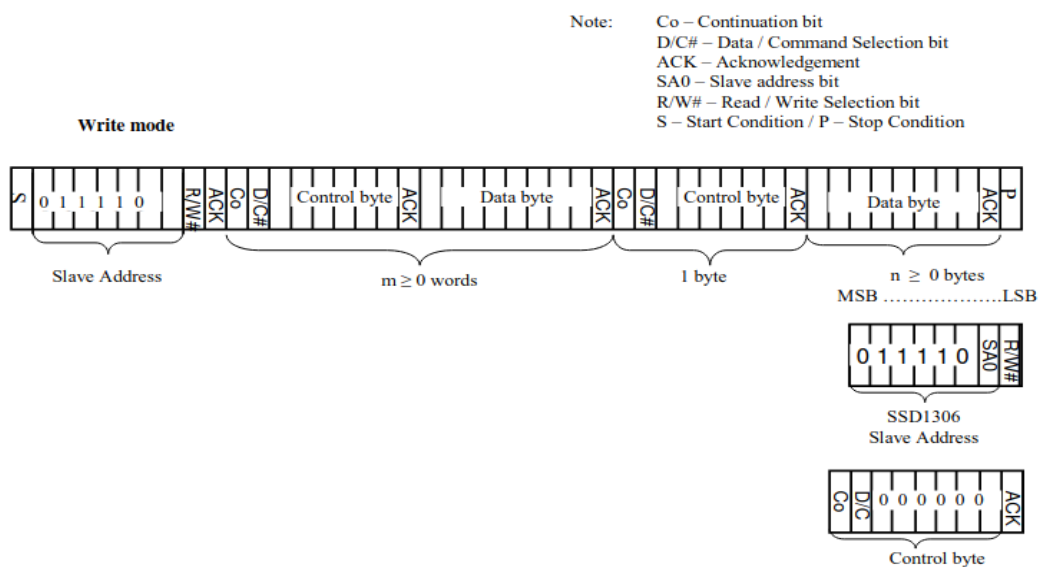 Note: Co – Continuation bit
D/C# – Data / Command Selection bit
ACK – Acknowledgement
SA0 – Slave address bit
R/W# – Read / Write Selection bit
S – Start Condition / P – Stop Condition
Write mode
S 0 1 1 1 1 0 R/W# ACK Co D/C# Control byte ACK Data byte ACK Co D/C# Control byte ACK Data byte ACK P
Slave Address m ≥ 0 words 1 byte n ≥ 0 bytes
MSB ....................LSB
0 1 1 1 1 0 SA0 R/W#
SSD1306
Slave Address
Co D/C 0 0 0 0 0 0 ACK
Control byte